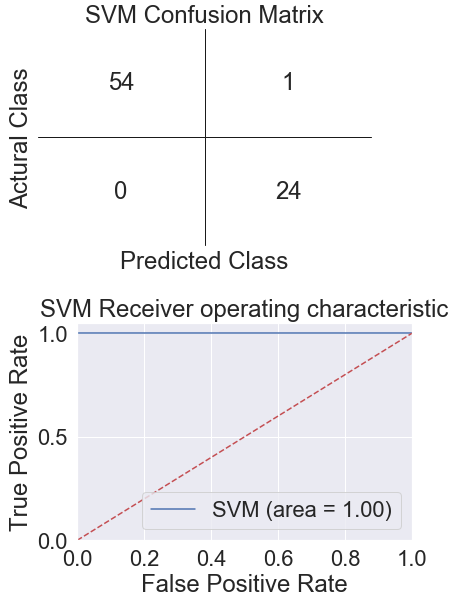 SVM Confusion Matrix
Actural Class
54 1
0 24
Predicted Class
SVM Receiver operating characteristic
True Positive Rate
1.0
0.5
0.0
SVM (area = 1.00)
0.0 0.2 0.4 0.6 0.8 1.0
False Positive Rate